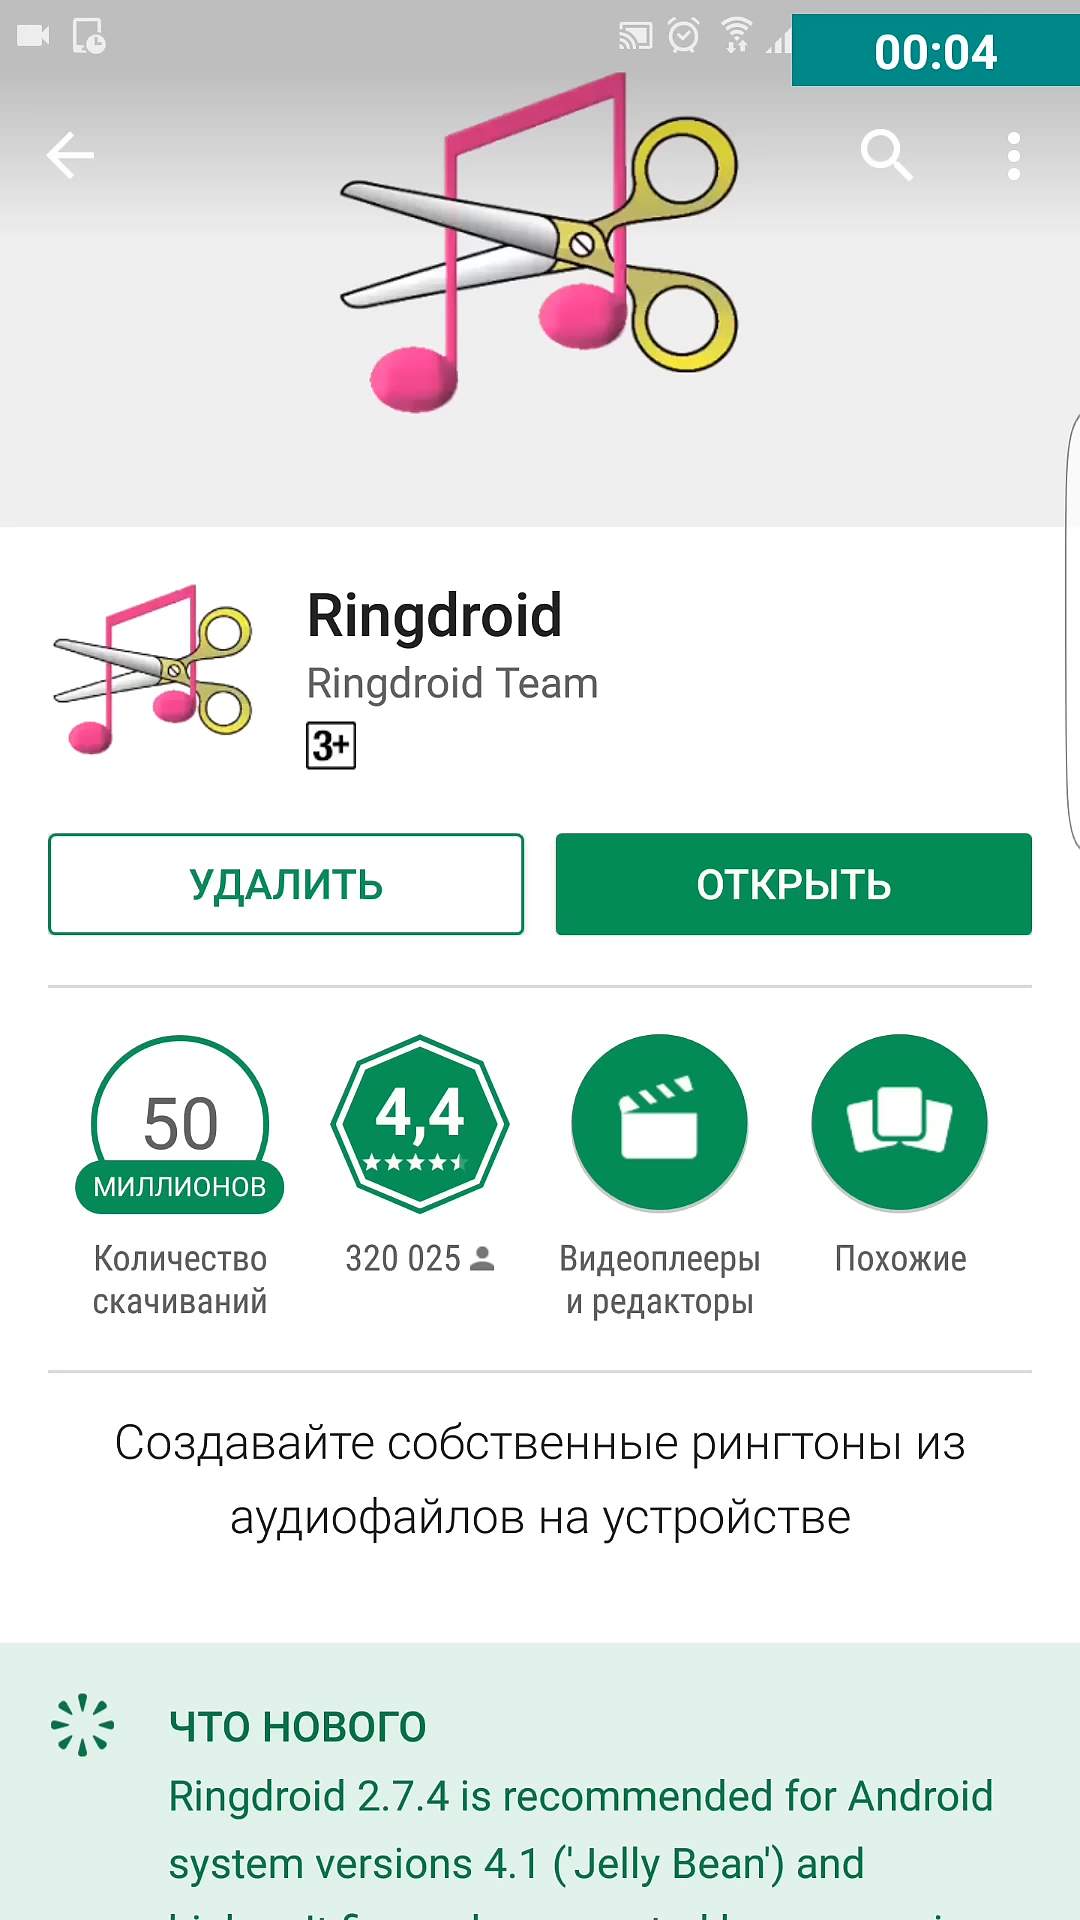 00:04
Ringdroid
Ringdroid Team
3+
УДАЛИТЬ
ОТКРЫТЬ
50
МИЛЛИОНОВ
Количество
скачиваний
4,4
320 025
Видеоплееры
и редакторы
Похожие
Создавайте собственные рингтоны из
аудиофайлов на устройстве
ЧТО НОВОГО
Ringdroid 2.7.4 is recommended for Android
system versions 4.1 ('Jelly Bean') and